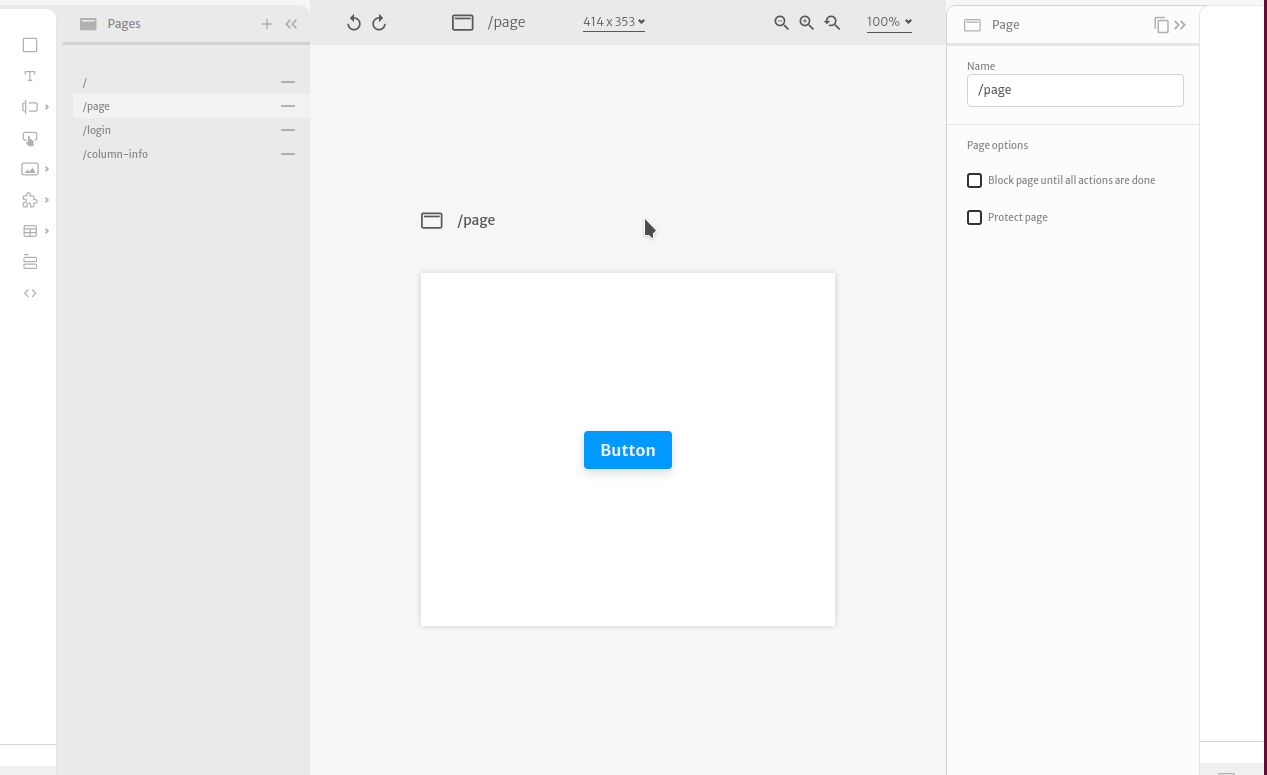 Pages
/
/page
/login
/column-info
/page
414 x 353
100%
/page
Button
Page
Name
/page
Page options
Block page until all actions are done
Protect page